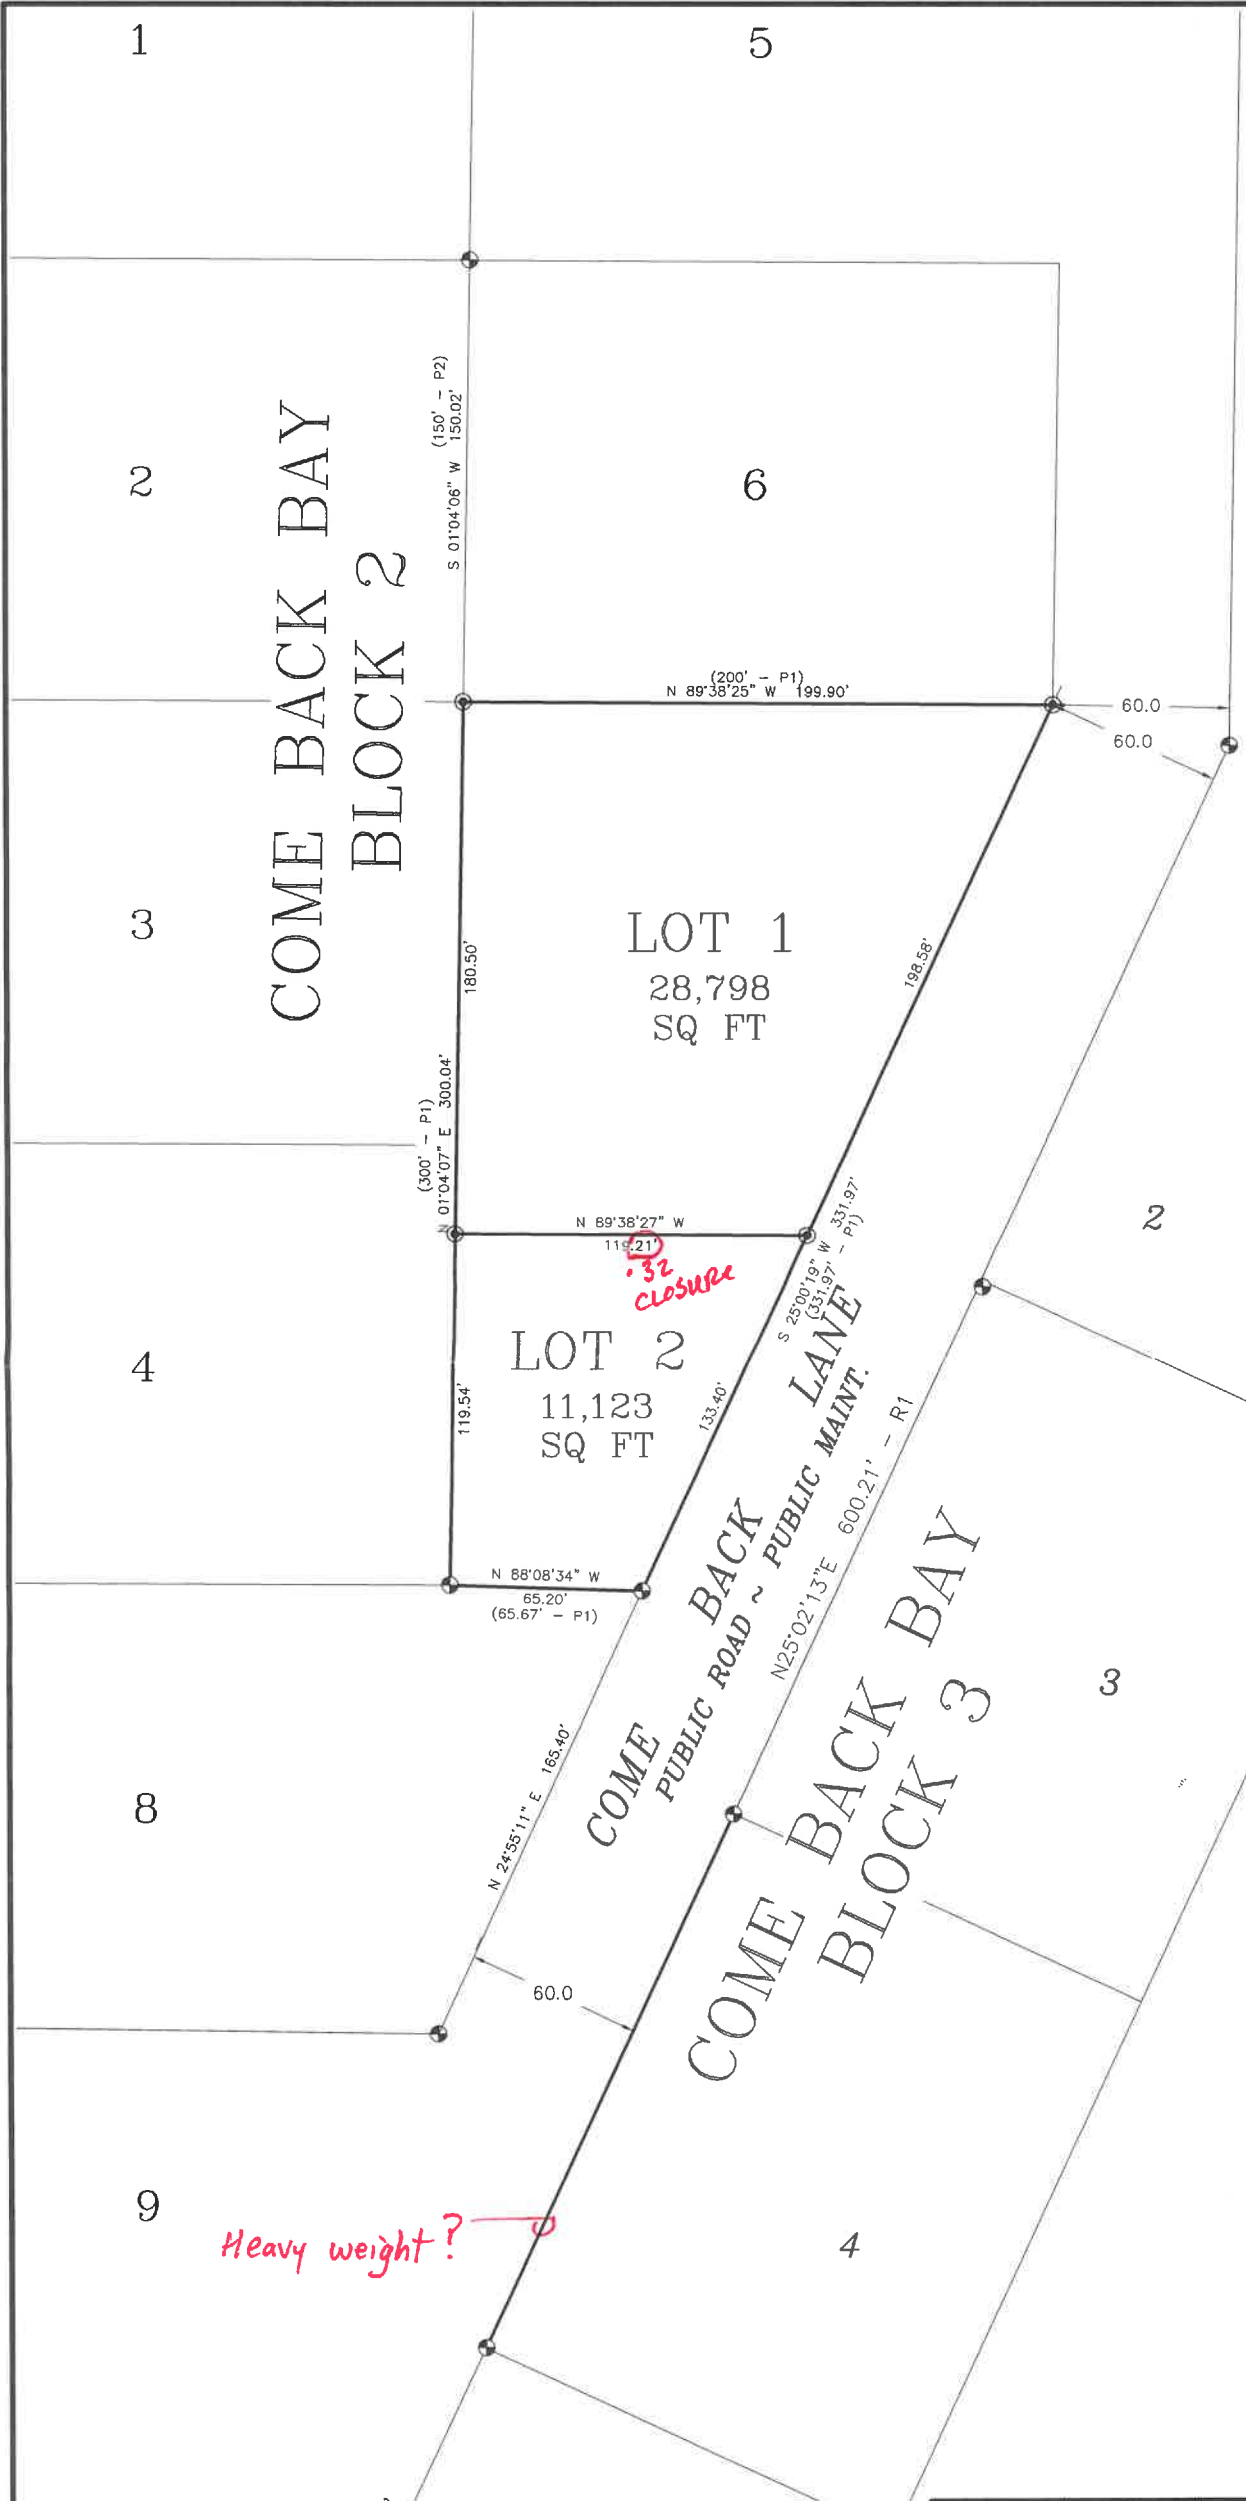 1
5
(150' - P2)
S 01°04'06" W 150.02'
2
6
COME BACK BAY
BLOCK 2
(200' - P1)
N 89°38'25" W 199.90'
60.0
60.0
3
LOT 1
28,798
SQ FT
180.50'
198.58'
(300' - P1)
N 01°04'07" E 300.04'
N 89°38'27" W
119.21'
.32
CLOSURE
S 25°00'19" W 331.97'
(331.97' - P1)
2
4
LOT 2
11,123
SQ FT
119.54'
133.40'
N 88°08'34" W
65.20'
(65.67' - P1)
COME BACK LANE
PUBLIC ROAD ~ PUBLIC MAINT.
N25°02'13"E 600.21' - R1
COME BACK BAY
BLOCK 3
3
8
N 24°55'11" E 165.40'
60.0
9
Heavy weight?
4